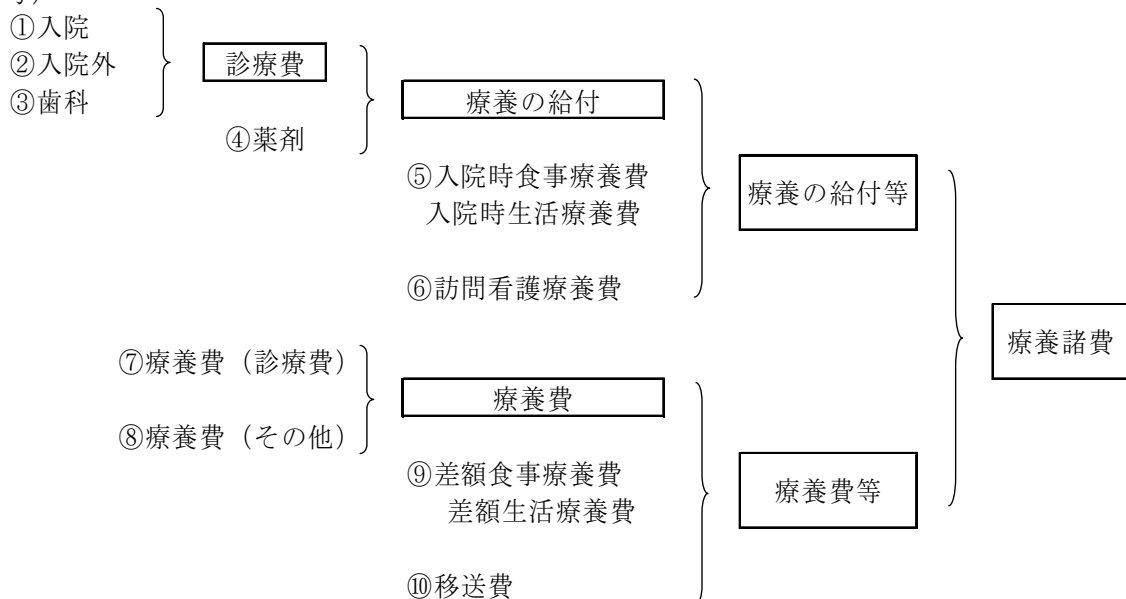 ①入院
②入院外
③歯科
診療費
④薬剤
療養の給付
⑤入院時食事療養費
入院時生活療養費
⑥訪問看護療養費
療養の給付等
⑦療養費（診療費）
⑧療養費（その他）
療養費
⑨差額食事療養費
差額生活療養費
⑩移送費
療養費等
療養諸費